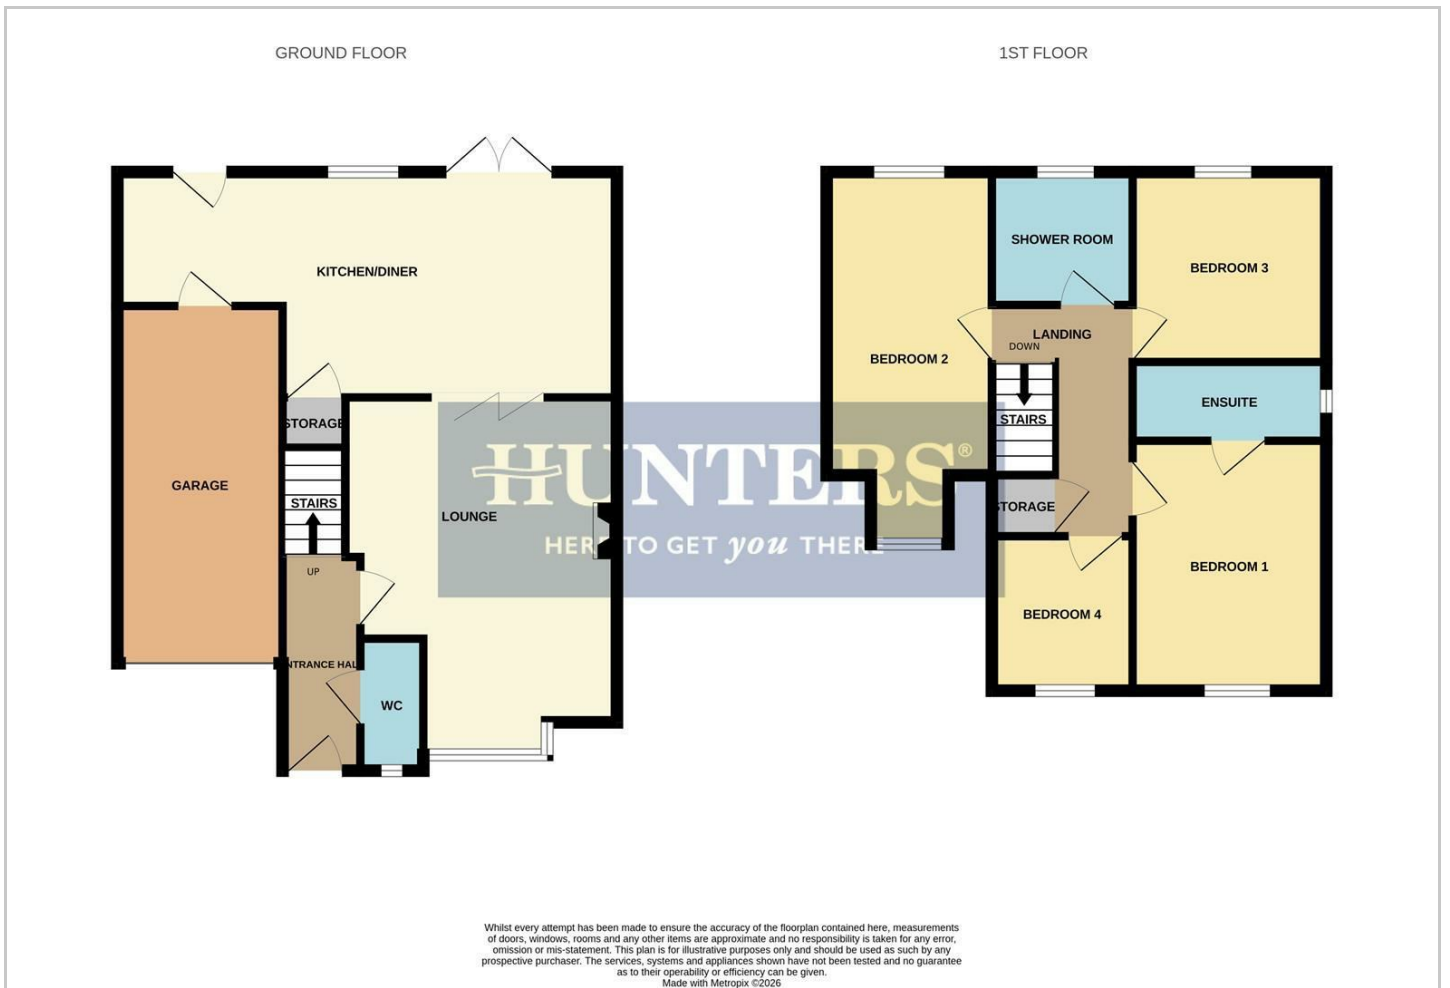 GROUND FLOOR
1ST FLOOR
KITCHEN/DINER
STORAGE
GARAGE
STAIRS
UP
LOUNGE
ENTRANCE HALL
WC
SHOWER ROOM
BEDROOM 3
LANDING
DOWN
BEDROOM 2
ENSUITE
STAIRS
STORAGE
BEDROOM 1
BEDROOM 4
HUNTERS®
HERE TO GET you THERE
Whilst every attempt has been made to ensure the accuracy of the floorplan contained here, measurements
of doors, windows, rooms and any other items are approximate and no responsibility is taken for any error,
omission or mis-statement. This plan is for illustrative purposes only and should be used as such by any
prospective purchaser. The services, systems and appliances shown have not been tested and no guarantee
as to their operability or efficiency can be given.
Made with Metropix ©2026